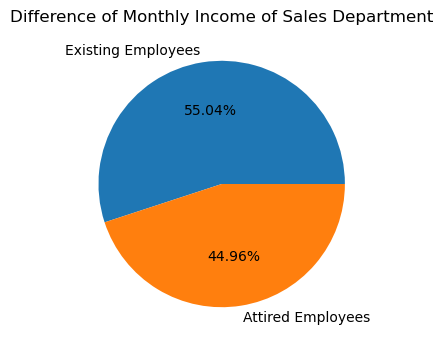 Difference of Monthly Income of Sales Department
Existing Employees
55.04%
44.96%
Attired Employees